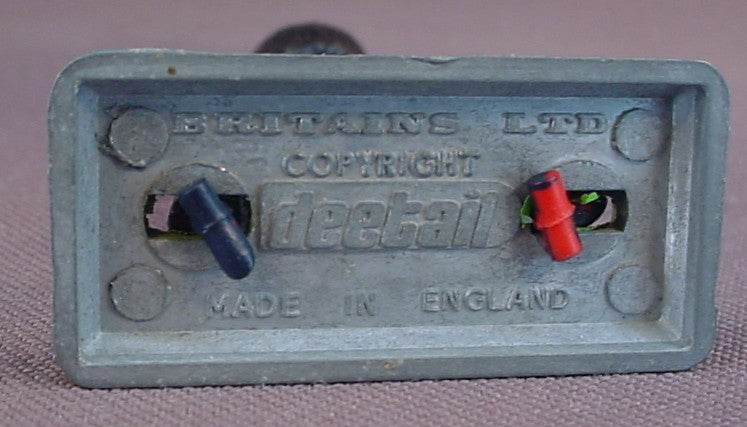 BRITAINS LTD
COPYRIGHT
deetail
MADE IN ENGLAND